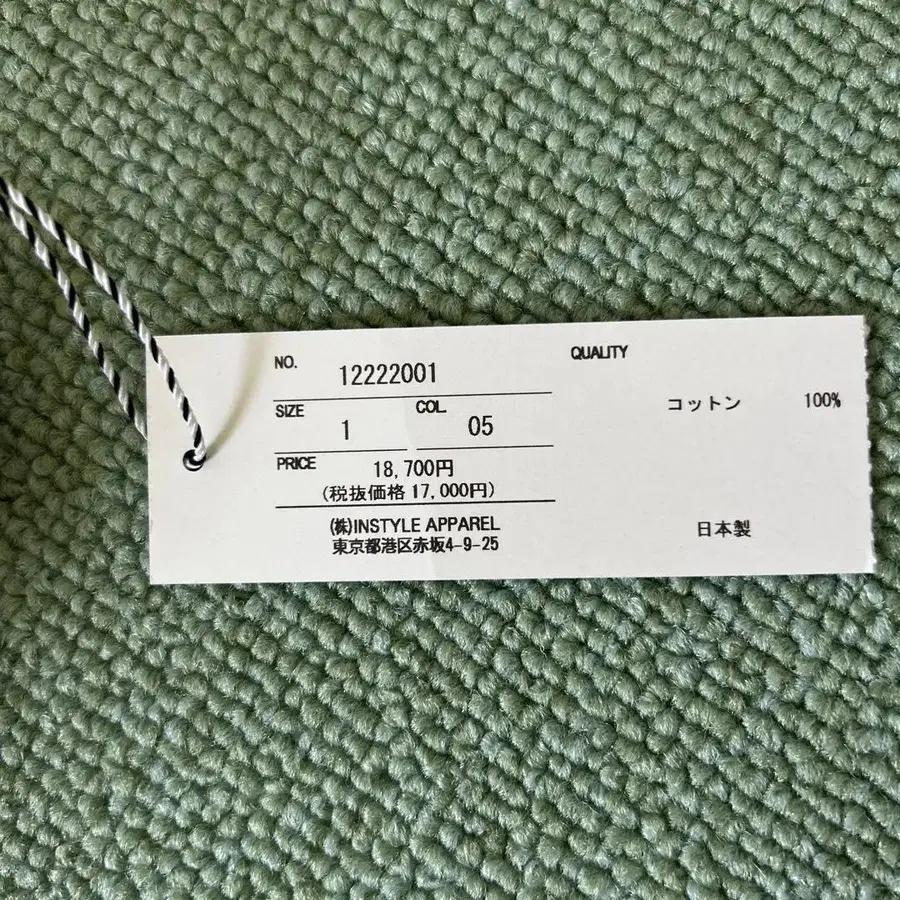 NO. 12222001
SIZE 1 COL. 05
PRICE 18,700円
(税抜価格 17,000円)
(株)INSTYLE APPAREL
東京都港区赤坂4-9-25
QUALITY
コットン 100%
日本製